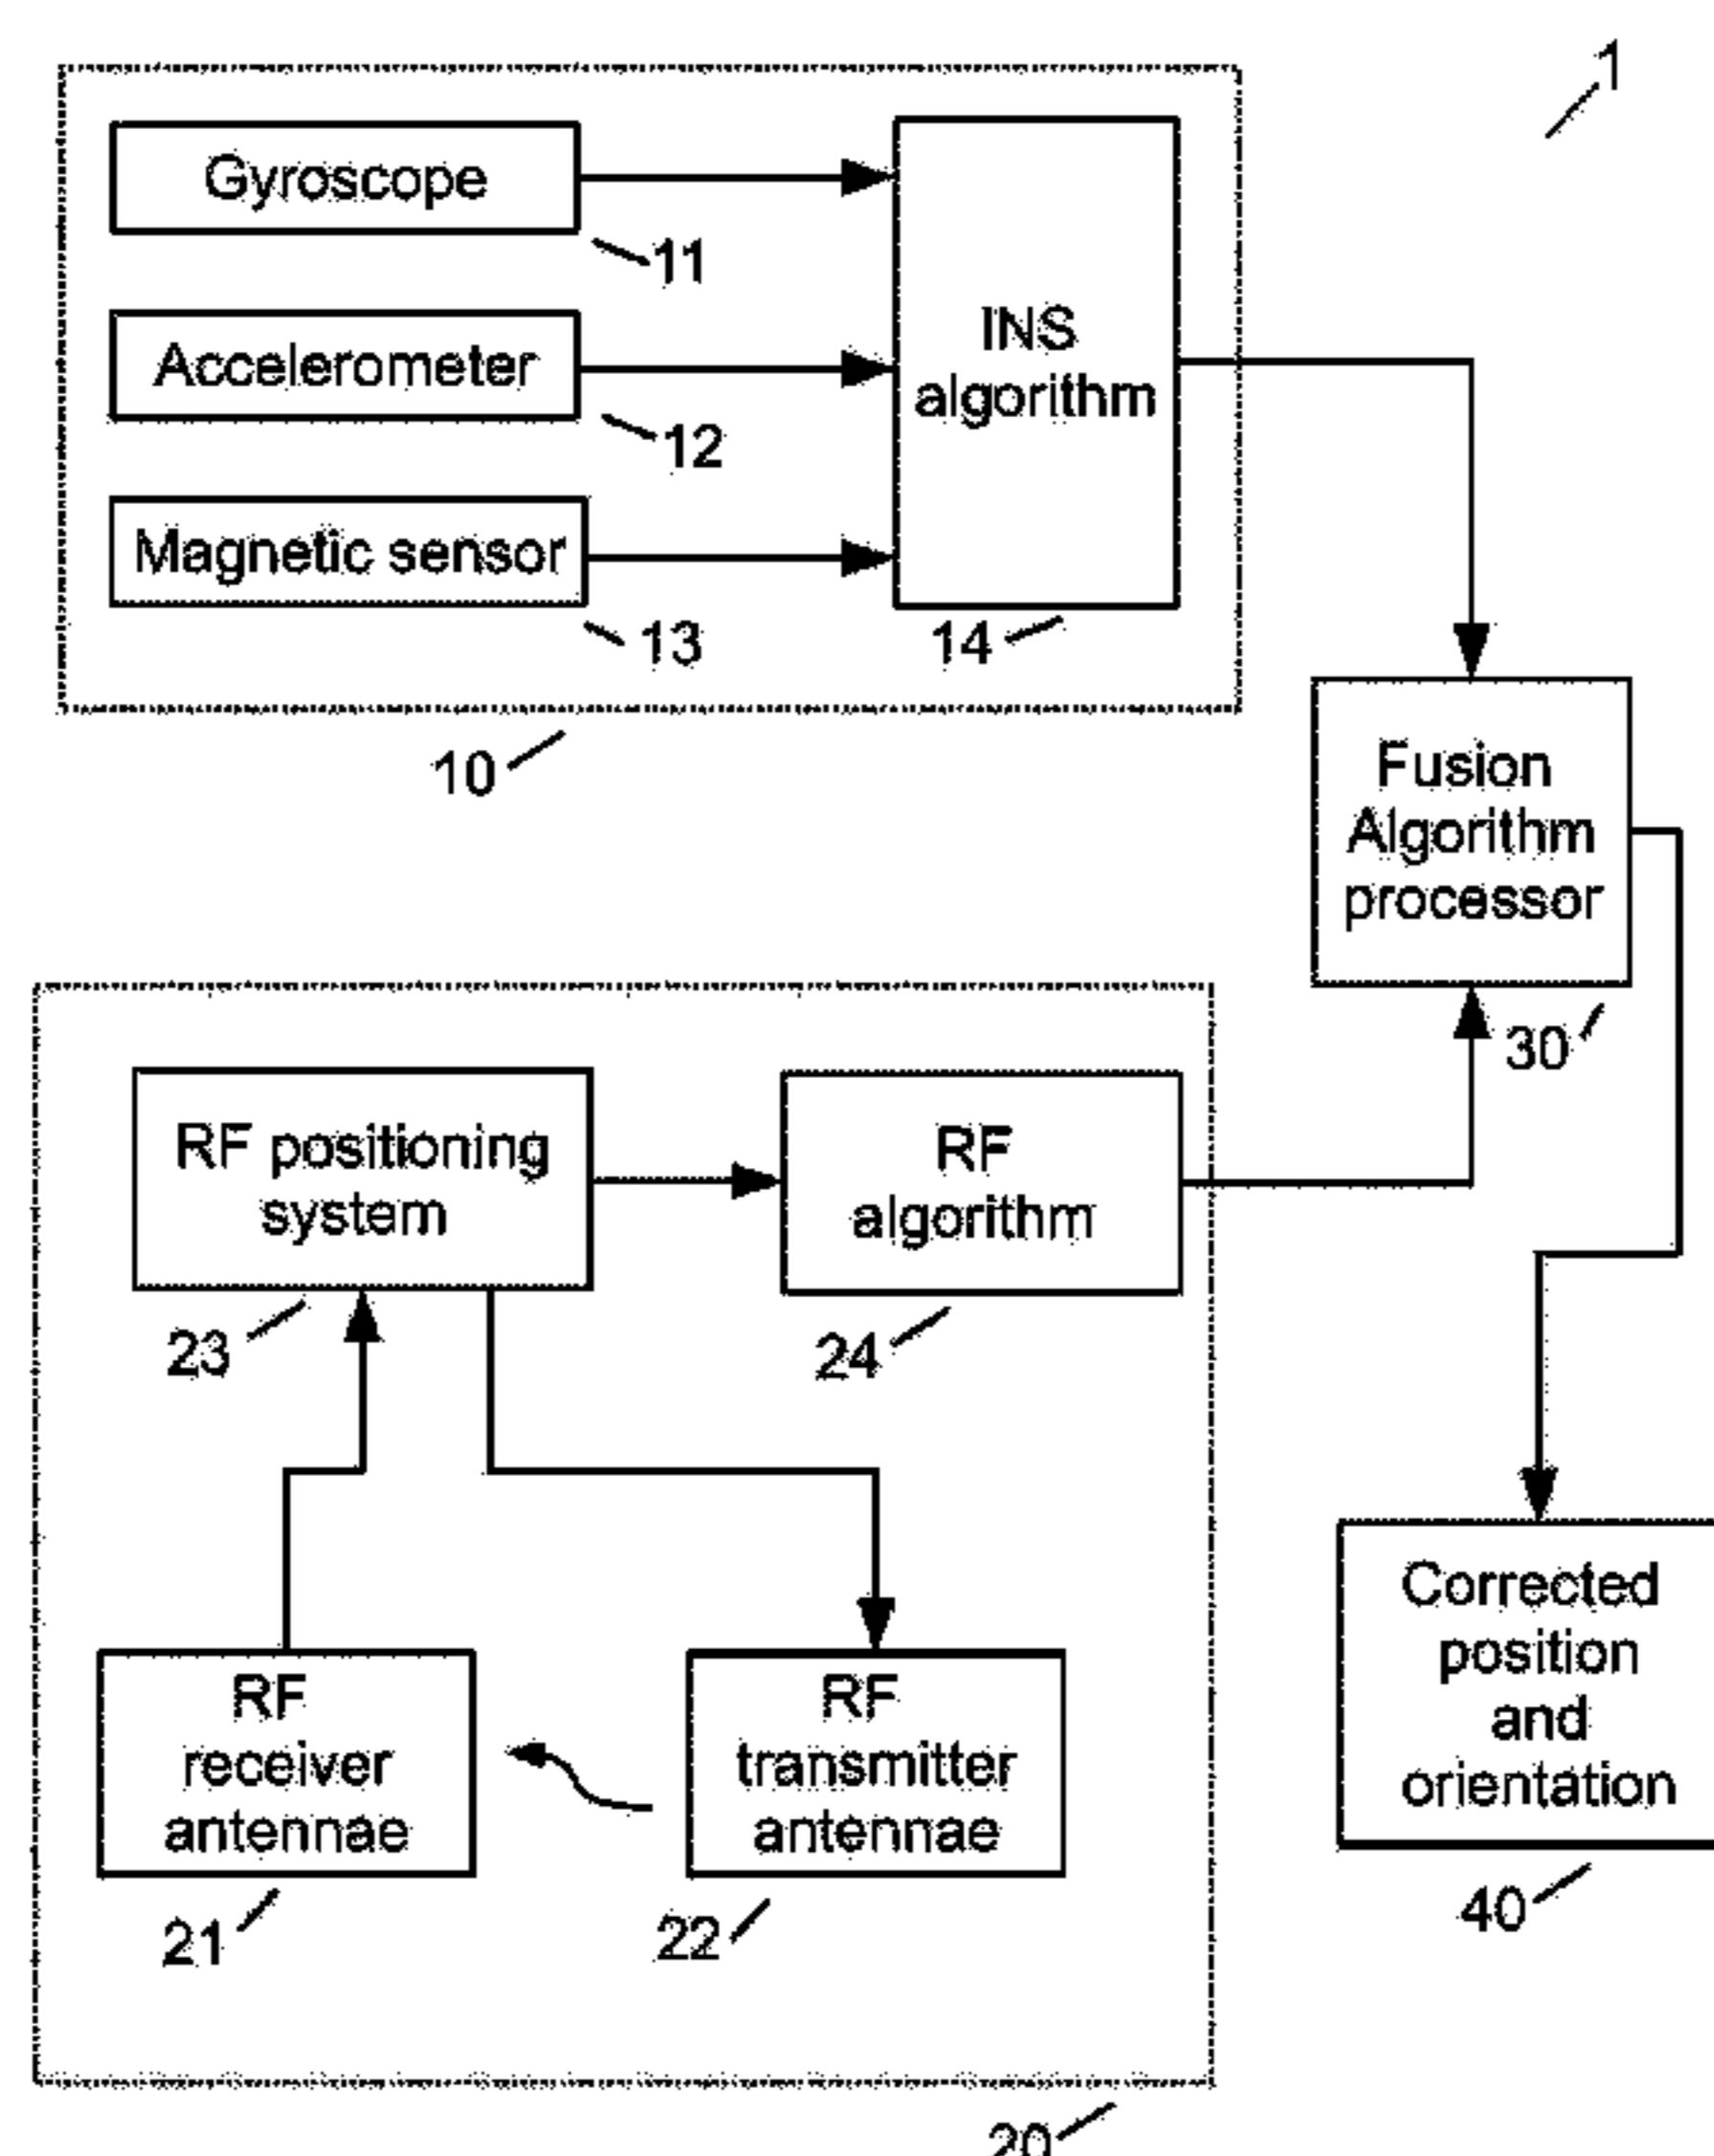 1
Gyroscope
11
Accelerometer
12
Magnetic sensor
13
INS
algorithm
14
10
Fusion
Algorithm
processor
30
RF positioning
system
23
RF
algorithm
24
RF
receiver
antennae
21
RF
transmitter
antennae
22
Corrected
position
and
orientation
40
20